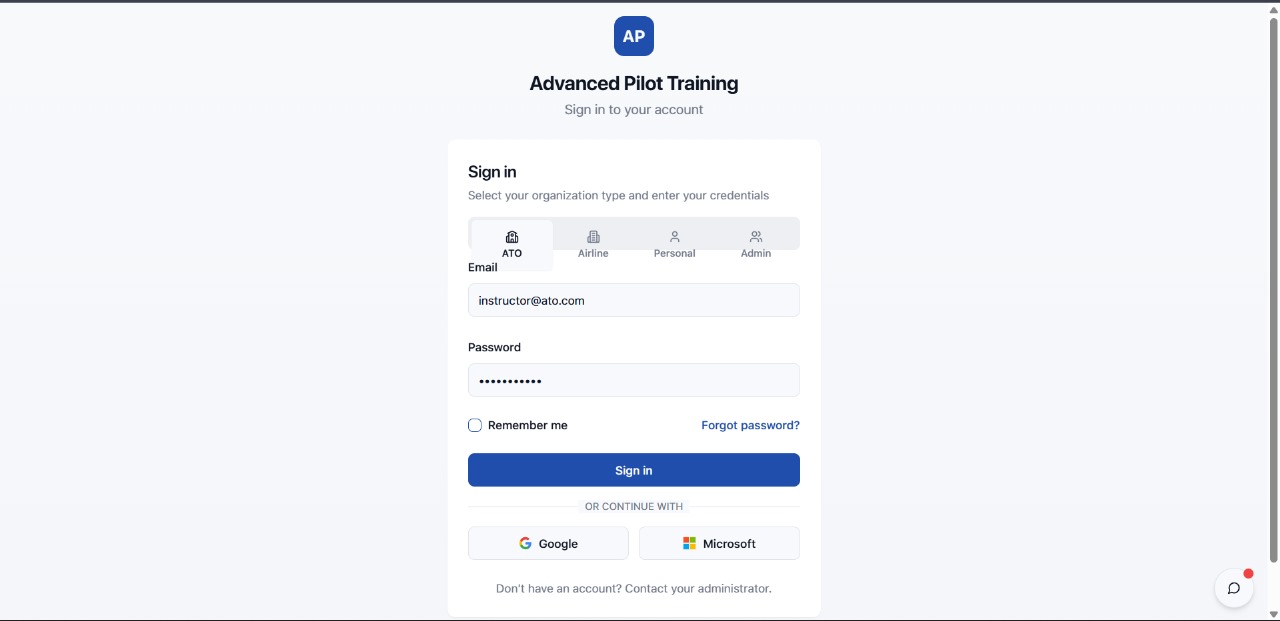 AP
Advanced Pilot Training
Sign in to your account
Sign in
Select your organization type and enter your credentials
ATO Airline Personal Admin
Email
instructor@ato.com
Password
•••••••••••
Remember me Forgot password?
Sign in
OR CONTINUE WITH
Google Microsoft
Don't have an account? Contact your administrator.